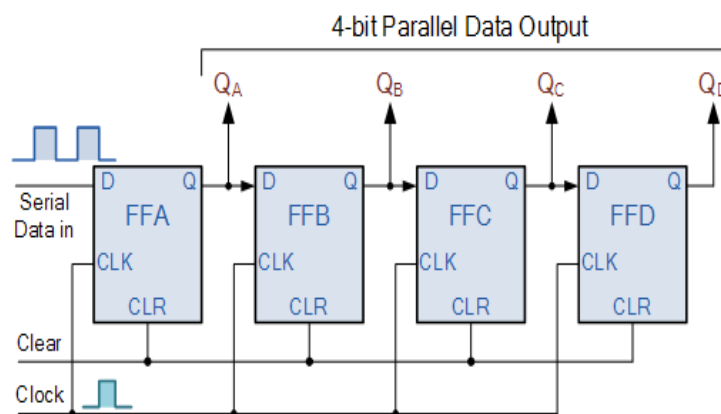 4-bit Parallel Data Output
QA QB QC QD
D Q D Q D Q D Q
Serial Data in
FFA FFB FFC FFD
CLK CLK CLK CLK
CLR CLR CLR CLR
Clear
Clock